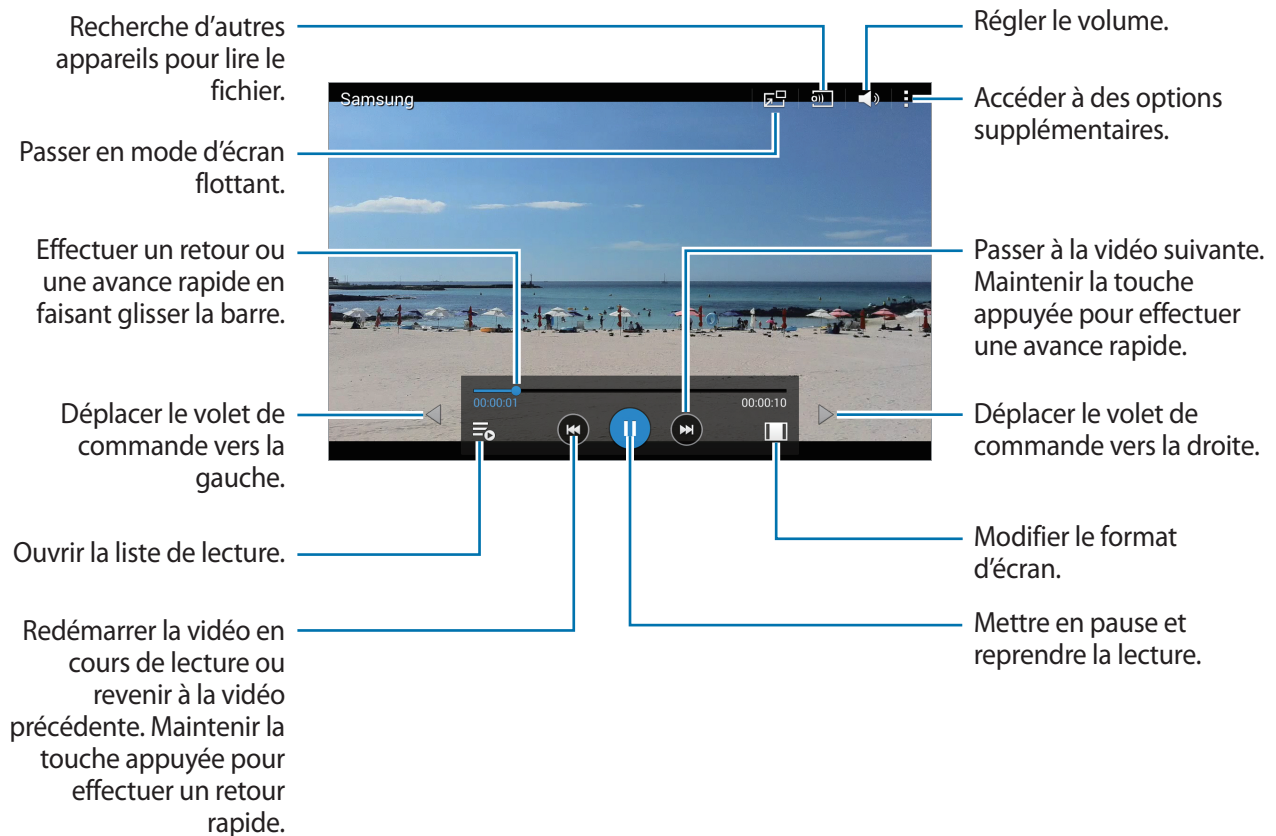 Recherche d'autres
appareils pour lire le
fichier.
Passer en mode d'écran
flottant.
Effectuer un retour ou
une avance rapide en
faisant glisser la barre.
Déplacer le volet de
commande vers la
gauche.
Ouvrir la liste de lecture.
Redémarrer la vidéo en
cours de lecture ou
revenir à la vidéo
précédente. Maintenir la
touche appuyée pour
effectuer un retour
rapide.
Samsung
00:00:01
00:00:10
Régler le volume.
Accéder à des options
supplémentaires.
Passer à la vidéo suivante.
Maintenir la touche
appuyée pour effectuer
une avance rapide.
Déplacer le volet de
commande vers la droite.
Modifier le format
d'écran.
Mettre en pause et
reprendre la lecture.